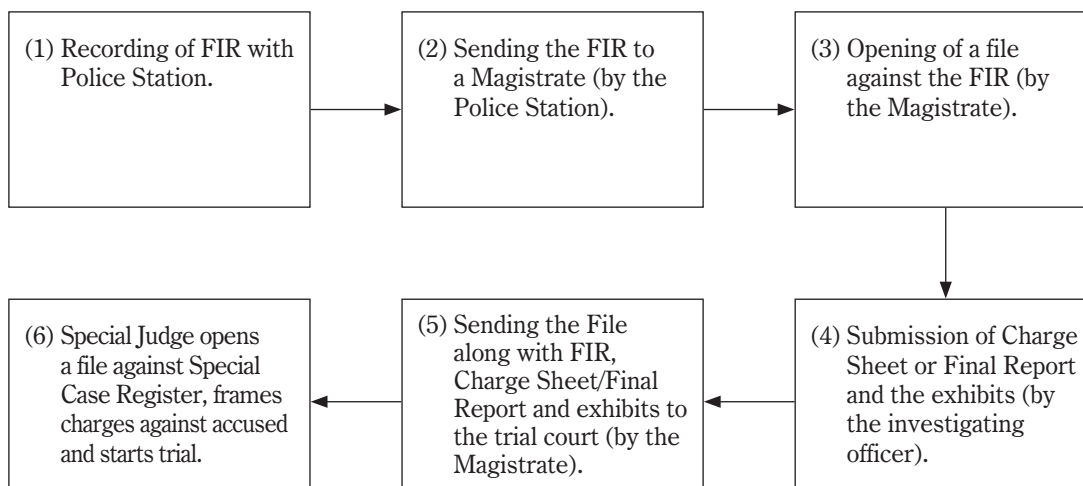 (1) Recording of FIR with
Police Station.
(2) Sending the FIR to
a Magistrate (by the
Police Station).
(3) Opening of a file
against the FIR (by
the Magistrate).
(4) Submission of Charge
Sheet or Final Report
and the exhibits (by
the investigating
officer).
(5) Sending the File
along with FIR,
Charge Sheet/Final
Report and exhibits to
the trial court (by the
Magistrate).
(6) Special Judge opens
a file against Special
Case Register, frames
charges against accused
and starts trial.